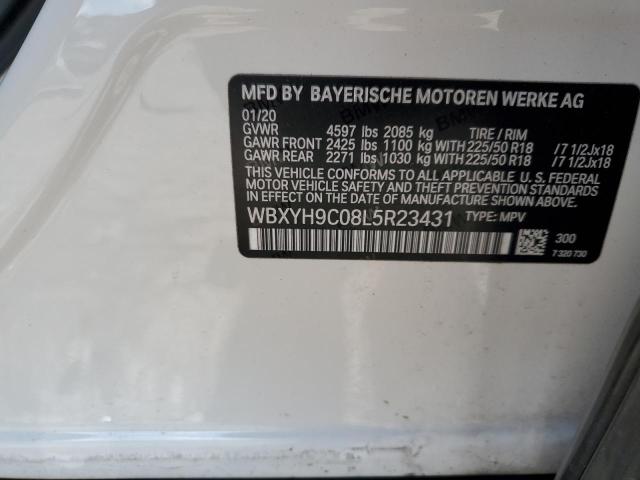 MFD BY BAYERISCHE MOTOREN WERKE AG
01/20
GVWR 4597 lbs 2085 kg TIRE / RIM
GAWR FRONT 2425 lbs 1100 kg WITH 225/50 R18 /7 1/2Jx18
GAWR REAR 2271 lbs 1030 kg WITH 225/50 R18 /7 1/2Jx18
THIS VEHICLE CONFORMS TO ALL APPLICABLE U.S. FEDERAL
MOTOR VEHICLE SAFETY AND THEFT PREVENTION STANDARDS
IN EFFECT ON THE DATE OF MANUFACTURE SHOWN ABOVE.
WBXYH9C08L5R23431 TYPE: MPV
300
7 320 730